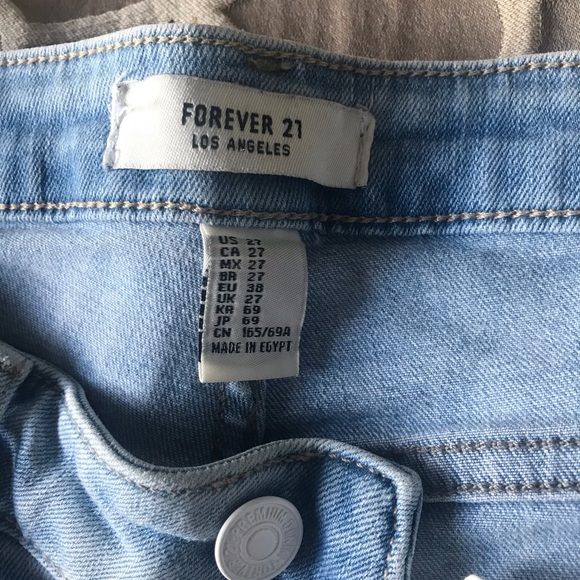 FOREVER 21
LOS ANGELES
US 27
CA 27
MX 27
BR 27
EU 38
UK 27
KR 69
JP 69
CN 165/69A
MADE IN EGYPT
PREMIUM